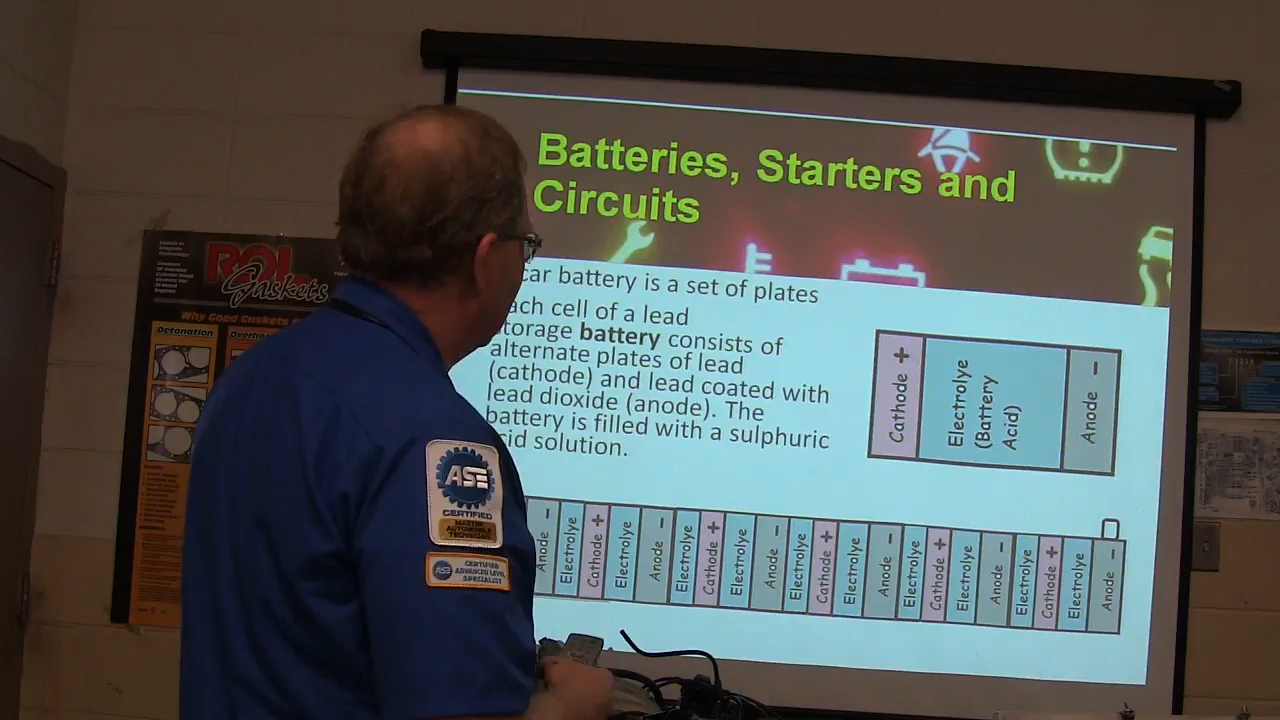 Batteries, Starters and
Circuits
car battery is a set of plates
ach cell of a lead
storage battery consists of
alternate plates of lead
(cathode) and lead coated with
lead dioxide (anode). The
battery is filled with a sulphuric
cid solution.
Cathode +
Electrolye
(Battery
Acid)
Anode -
Anode -
Electrolye
Cathode +
Electrolye
Anode -
Electrolye
Cathode +
Electrolye
Anode -
Electrolye
Cathode +
Electrolye
Anode -
Electrolye
Cathode +
Electrolye
Anode -
Electrolye
Cathode +
Electrolye
Anode -
ROL
Gaskets
Why Good Gaskets
Detonation
Overhe
ASE
CERTIFIED
MASTER
AUTOMOBILE
TECHNICIAN
ASE
CERTIFIED
ADVANCED LEVEL
SPECIALIST